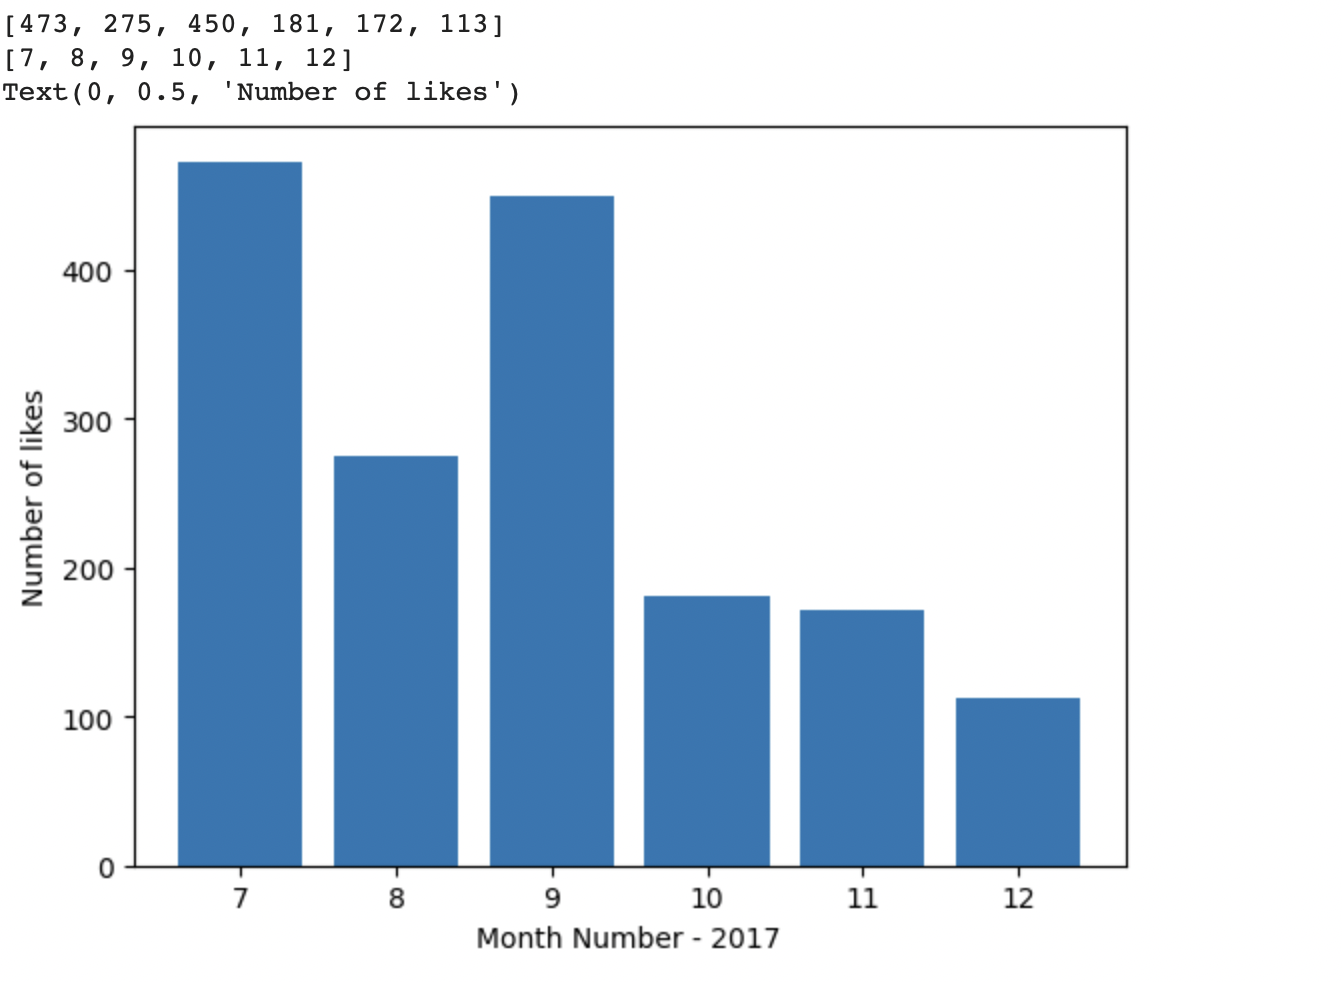 [473, 275, 450, 181, 172, 113]
[7, 8, 9, 10, 11, 12]
Text(0, 0.5, 'Number of likes')
400
300
200
100
0
Number of likes
7 8 9 10 11 12
Month Number - 2017